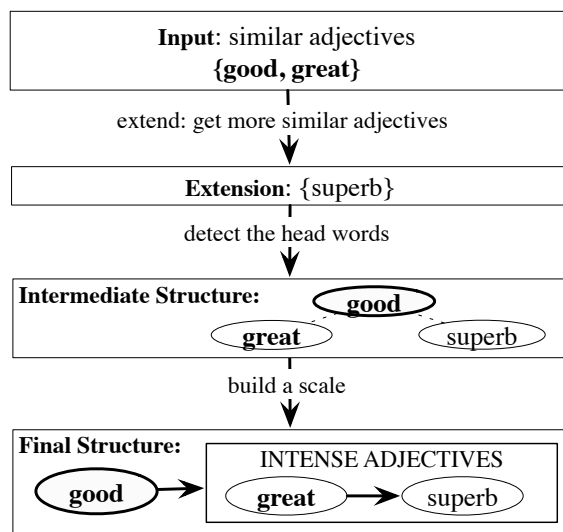 Input: similar adjectives
{good, great}
extend: get more similar adjectives
Extension: {superb}
detect the head words
Intermediate Structure:
good
great
superb
build a scale
Final Structure:
INTENSE ADJECTIVES
good
great
superb